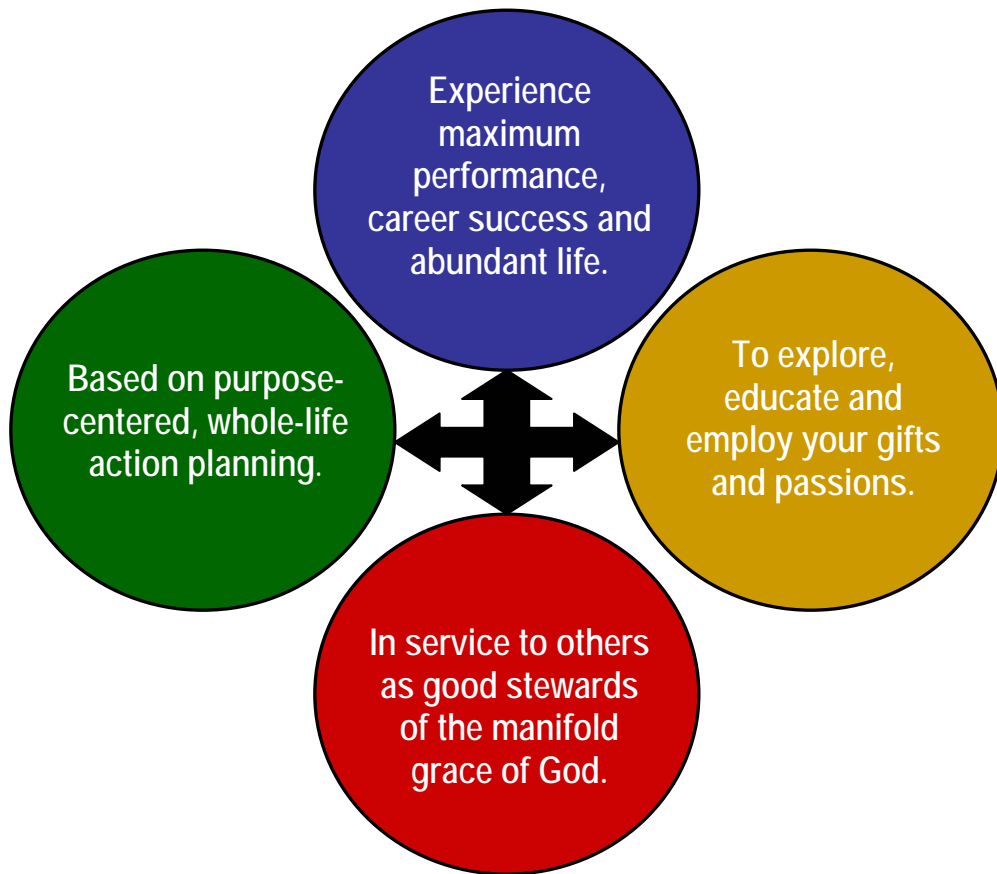 Experience
maximum
performance,
career success and
abundant life.
Based on purpose-
centered, whole-life
action planning.
To explore,
educate and
employ your gifts
and passions.
In service to others
as good stewards
of the manifold
grace of God.